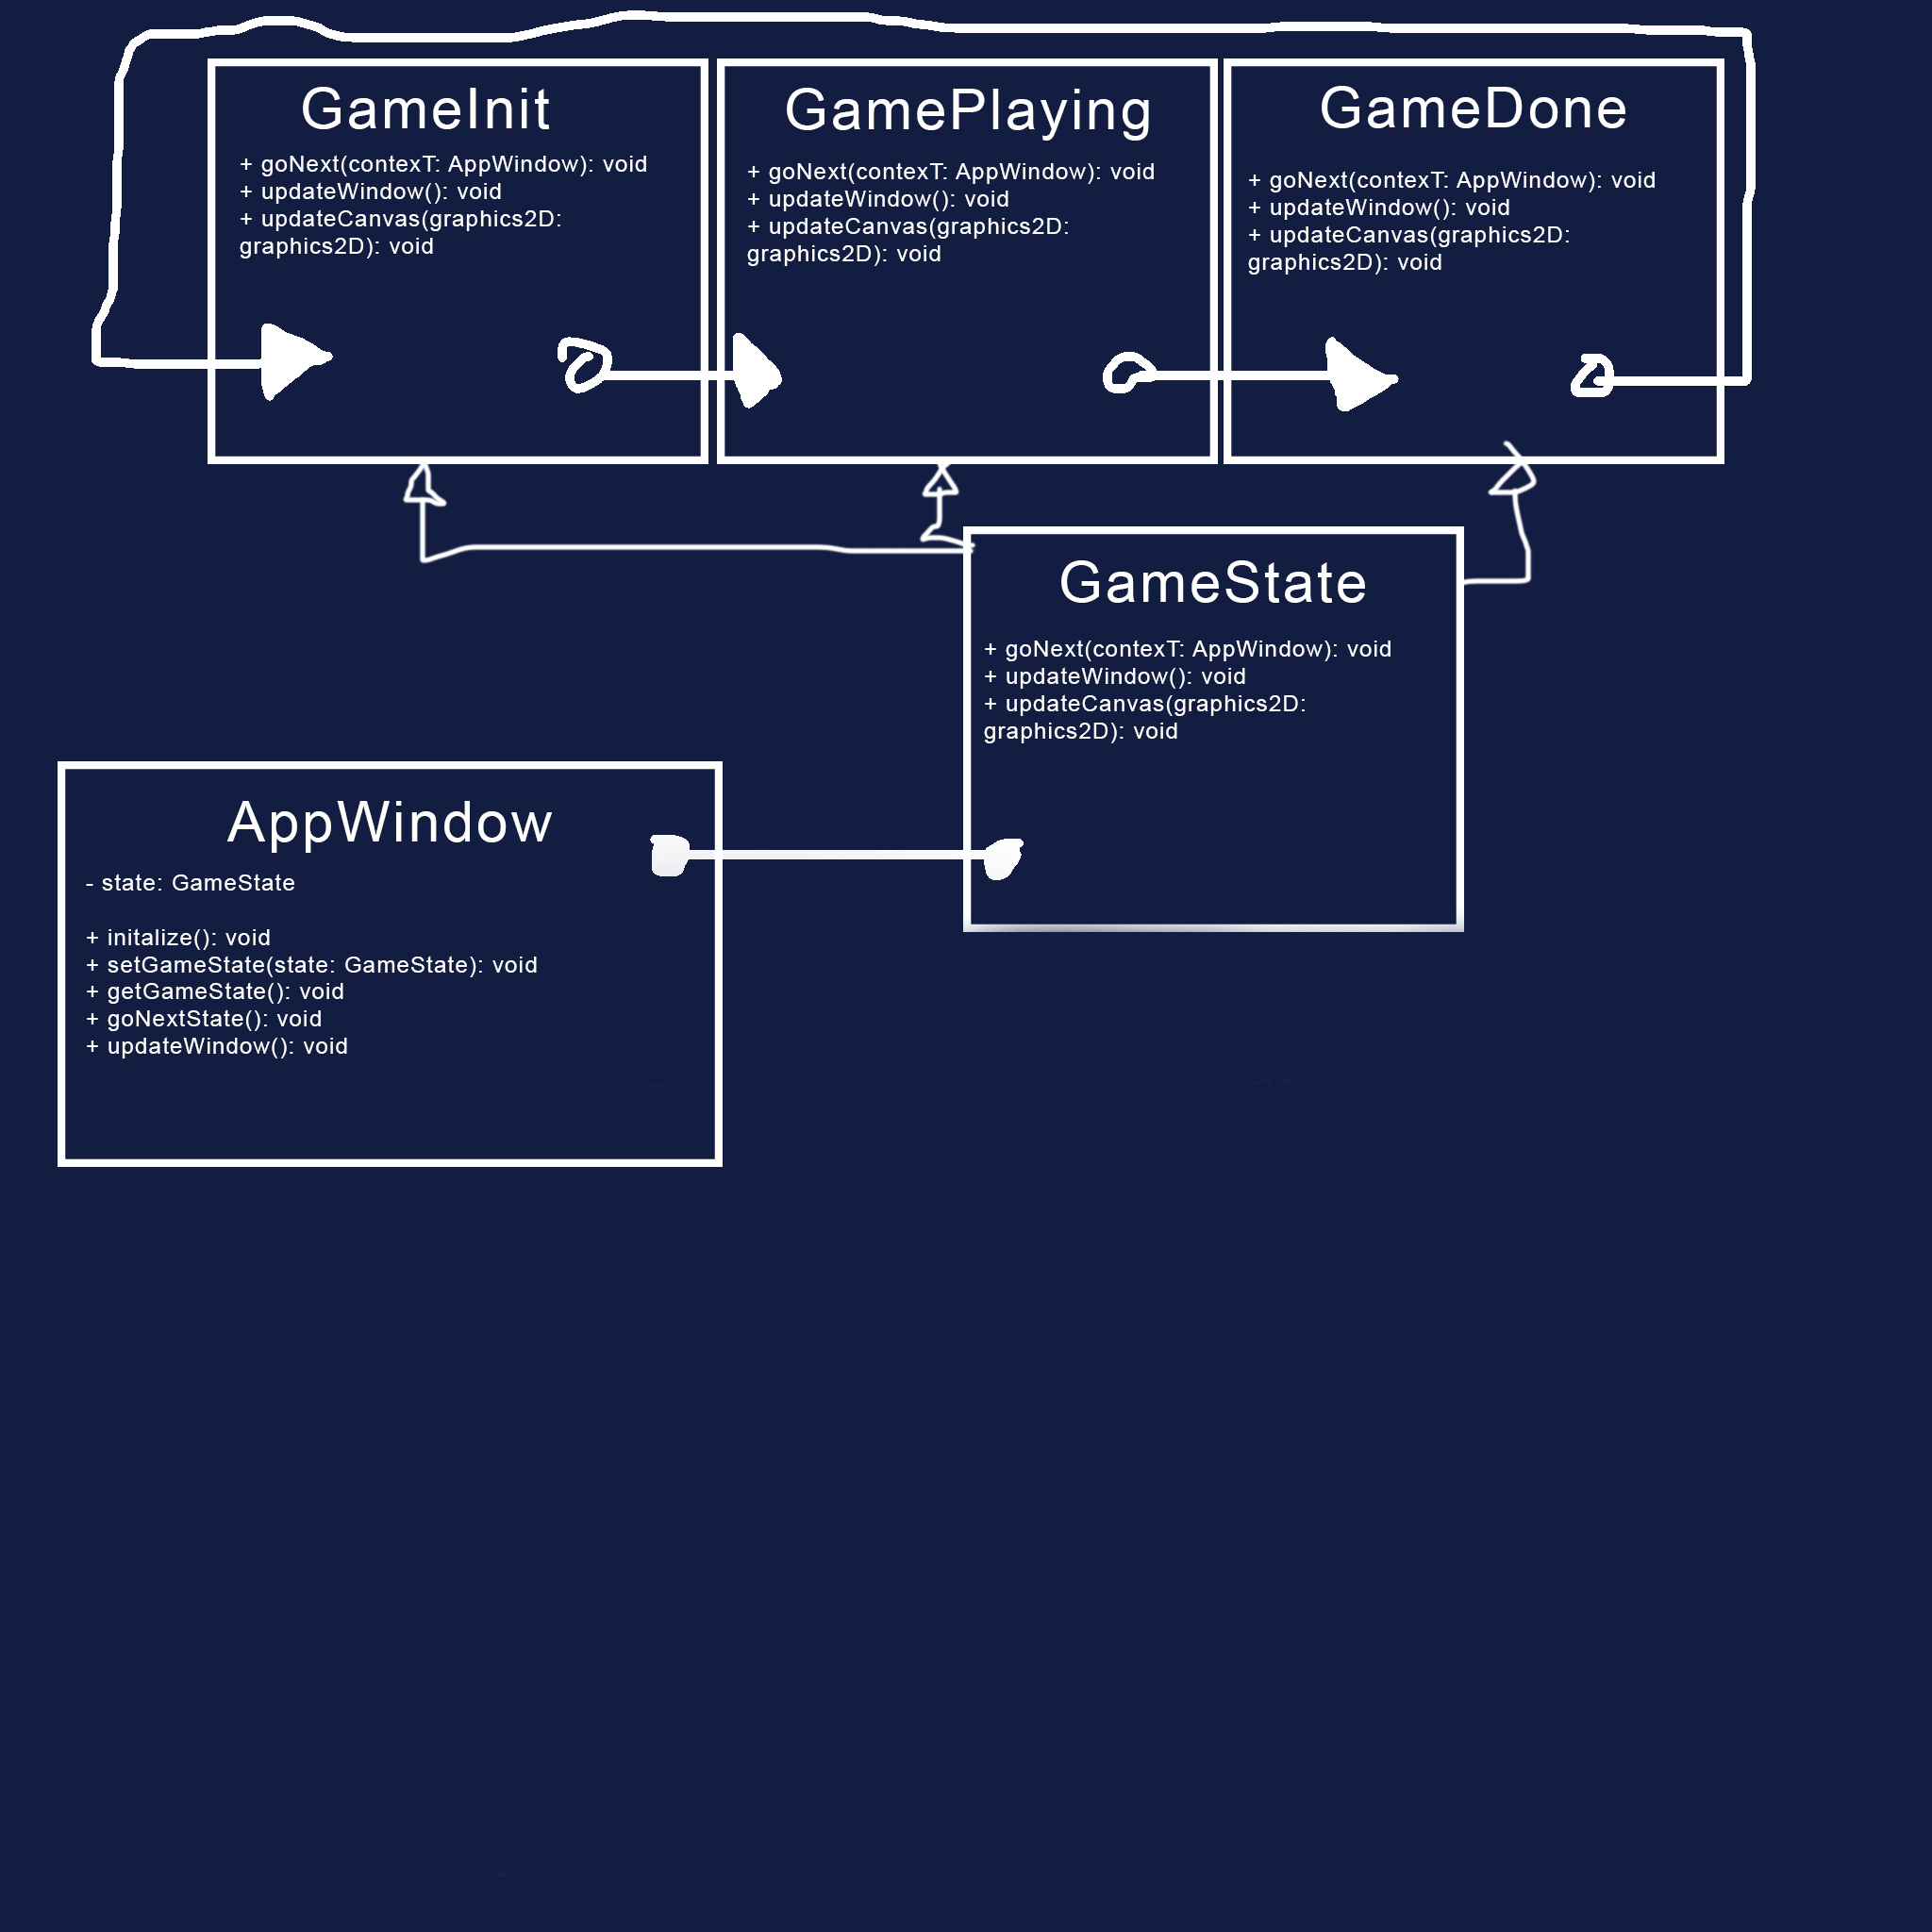 GameInit
+ goNext(contexT: AppWindow): void
+ updateWindow(): void
+ updateCanvas(graphics2D:
graphics2D): void
GamePlaying
+ goNext(contexT: AppWindow): void
+ updateWindow(): void
+ updateCanvas(graphics2D:
graphics2D): void
GameDone
+ goNext(contexT: AppWindow): void
+ updateWindow(): void
+ updateCanvas(graphics2D:
graphics2D): void
GameState
+ goNext(contexT: AppWindow): void
+ updateWindow(): void
+ updateCanvas(graphics2D:
graphics2D): void
AppWindow
- state: GameState
+ initalize(): void
+ setGameState(state: GameState): void
+ getGameState(): void
+ goNextState(): void
+ updateWindow(): void